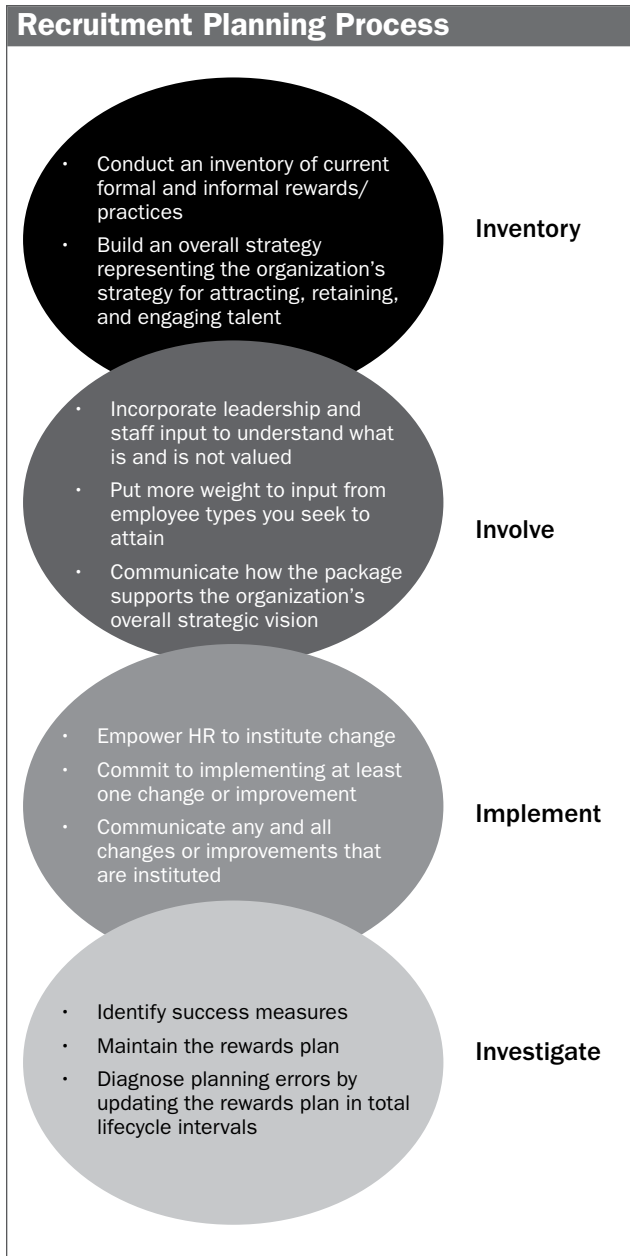 Recruitment Planning Process
· Conduct an inventory of current
formal and informal rewards/
practices
· Build an overall strategy
representing the organization’s
strategy for attracting, retaining,
and engaging talent
Inventory
· Incorporate leadership and
staff input to understand what
is and is not valued
· Put more weight to input from
employee types you seek to
attain
· Communicate how the package
supports the organization’s
overall strategic vision
Involve
· Empower HR to institute change
· Commit to implementing at least
one change or improvement
· Communicate any and all
changes or improvements that
are instituted
Implement
· Identify success measures
· Maintain the rewards plan
· Diagnose planning errors by
updating the rewards plan in total
lifecycle intervals
Investigate